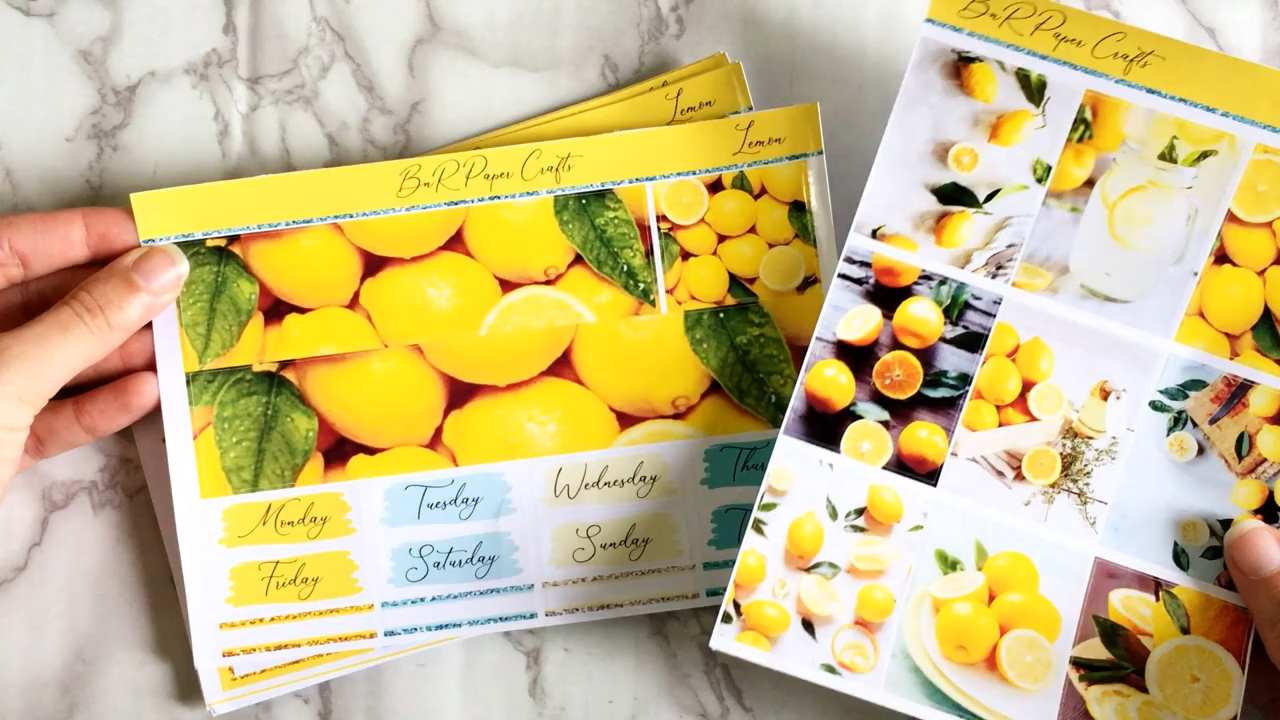 Lemon
BnR Paper Crafts Lemon
BnR Paper Crafts
Monday Tuesday Wednesday
Friday Saturday Sunday